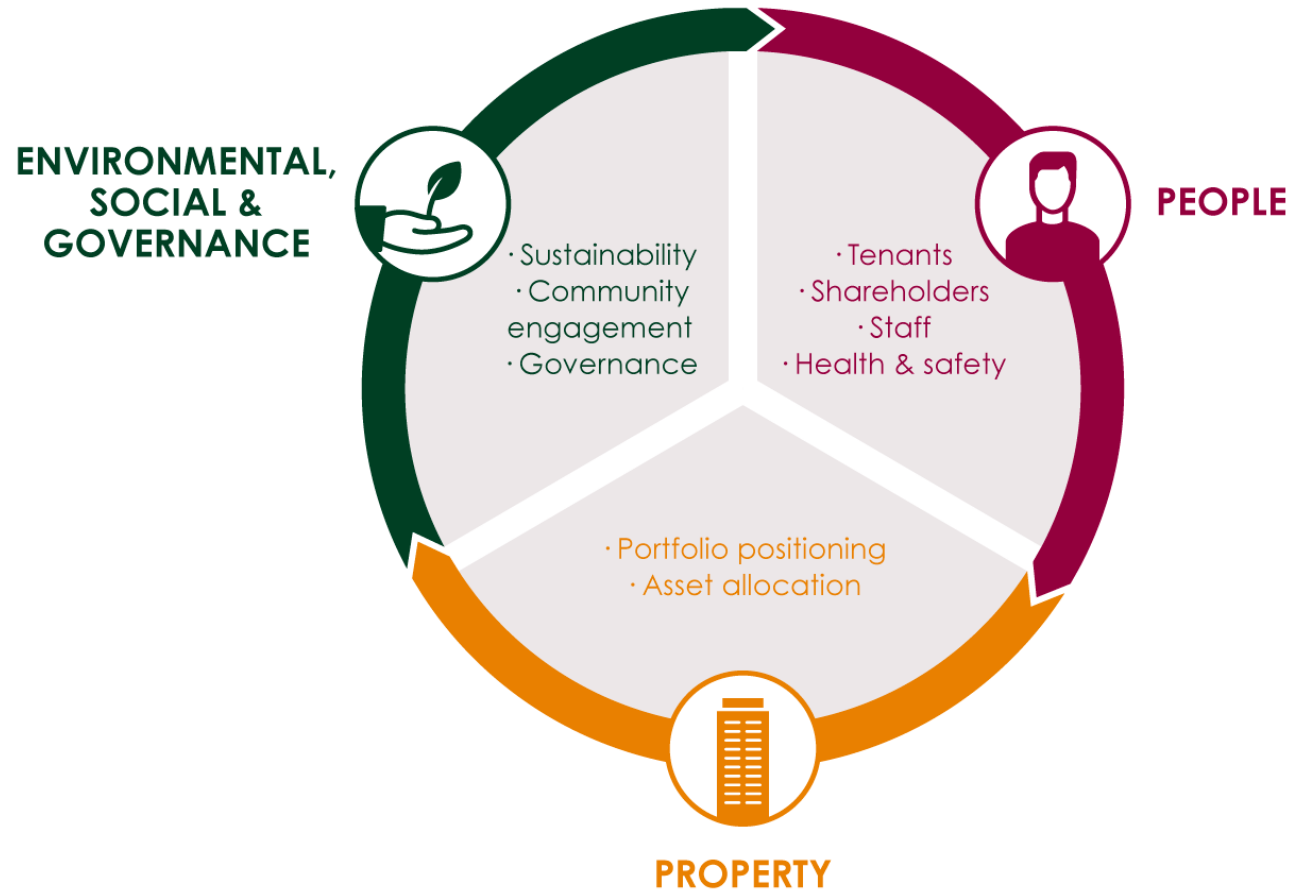 ENVIRONMENTAL,
SOCIAL &
GOVERNANCE
· Sustainability
· Community
engagement
· Governance
PEOPLE
· Tenants
· Shareholders
· Staff
· Health & safety
· Portfolio positioning
· Asset allocation
PROPERTY